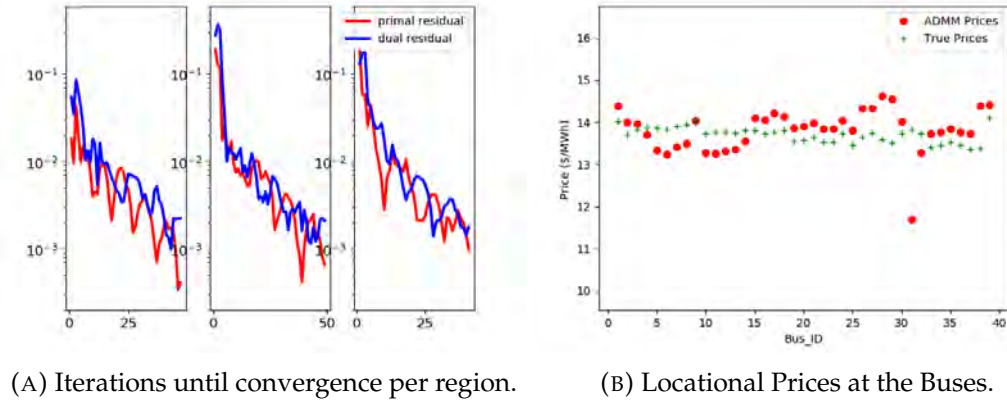 primal residual
dual residual
10⁻¹ 10⁻¹ 10⁻¹
10⁻² 10⁻² 10⁻²
10⁻³ 10⁻³ 10⁻³
0 25 0 25 50 0 25
ADMM Prices
True Prices
16
15
14
13
12
11
10
Price ($/MWh)
0 5 10 15 20 25 30 35 40
Bus_ID
(A) Iterations until convergence per region.
(B) Locational Prices at the Buses.